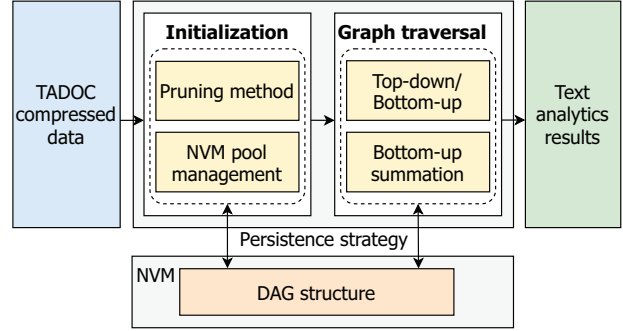 Initialization
Graph traversal
TADOC
compressed
data
Pruning method
NVM pool
management
Top-down/
Bottom-up
Bottom-up
summation
Text
analytics
results
Persistence strategy
NVM
DAG structure